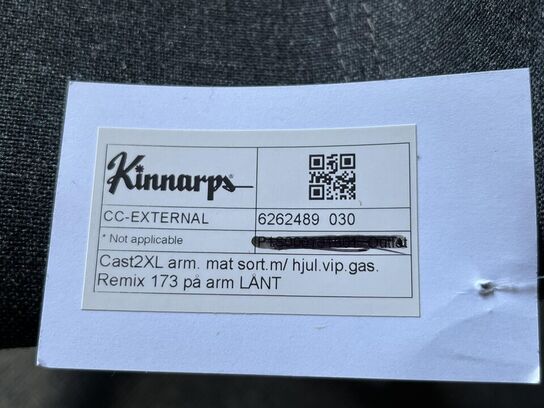 Kinnarps
CC-EXTERNAL
6262489 030
* Not applicable
Cast2XL arm. mat sort.m/ hjul.vip.gas.
Remix 173 på arm LÅNT